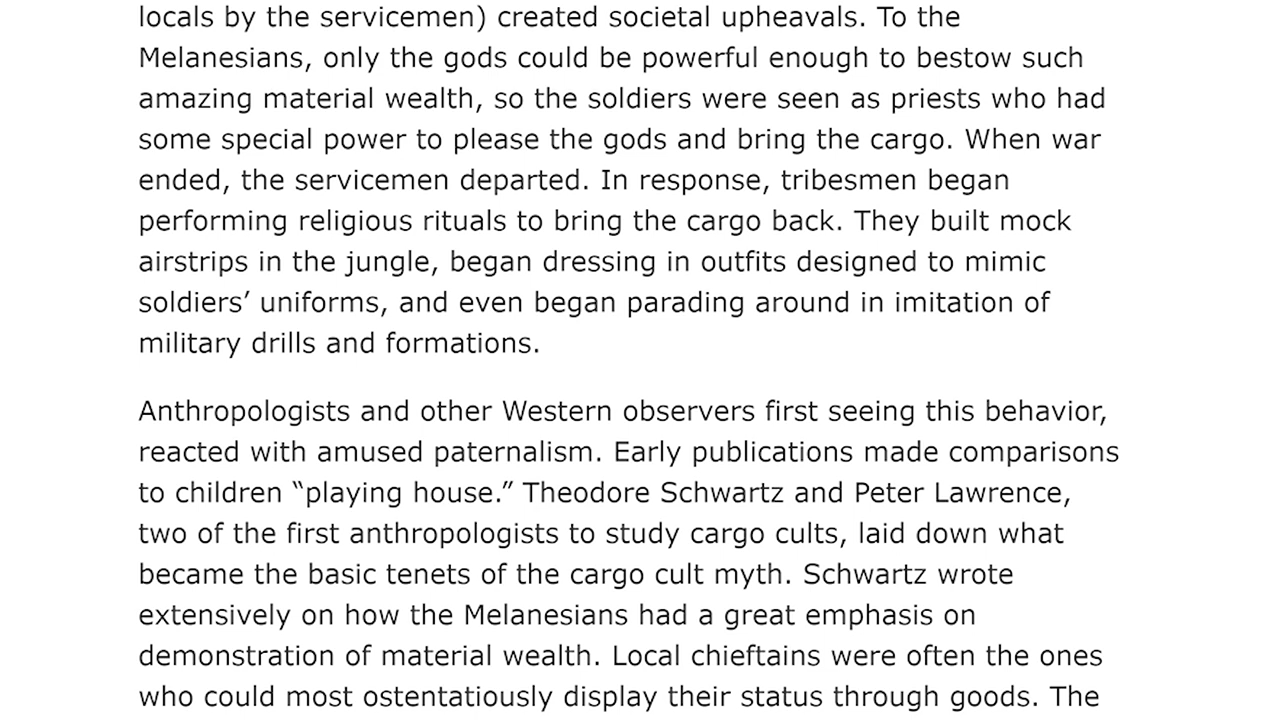 locals by the servicemen) created societal upheavals. To the
Melanesians, only the gods could be powerful enough to bestow such
amazing material wealth, so the soldiers were seen as priests who had
some special power to please the gods and bring the cargo. When war
ended, the servicemen departed. In response, tribesmen began
performing religious rituals to bring the cargo back. They built mock
airstrips in the jungle, began dressing in outfits designed to mimic
soldiers’ uniforms, and even began parading around in imitation of
military drills and formations.
Anthropologists and other Western observers first seeing this behavior,
reacted with amused paternalism. Early publications made comparisons
to children “playing house.” Theodore Schwartz and Peter Lawrence,
two of the first anthropologists to study cargo cults, laid down what
became the basic tenets of the cargo cult myth. Schwartz wrote
extensively on how the Melanesians had a great emphasis on
demonstration of material wealth. Local chieftains were often the ones
who could most ostentatiously display their status through goods. The